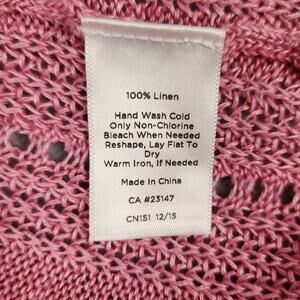 100% Linen
Hand Wash Cold
Only Non-Chlorine
Bleach When Needed
Reshape, Lay Flat To
Dry
Warm Iron, If Needed
Made In China
CA #23147
CN151 12/15